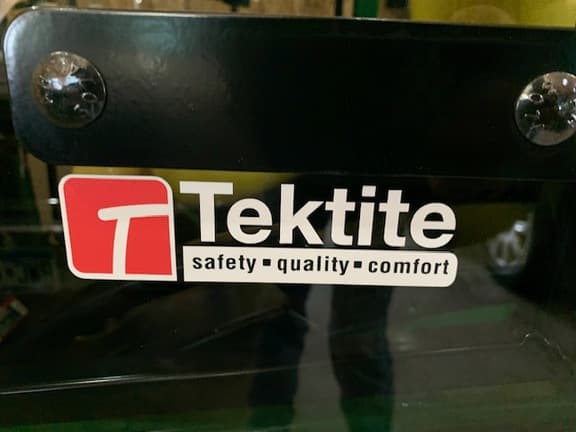 Tektite
safety ▪ quality ▪ comfort